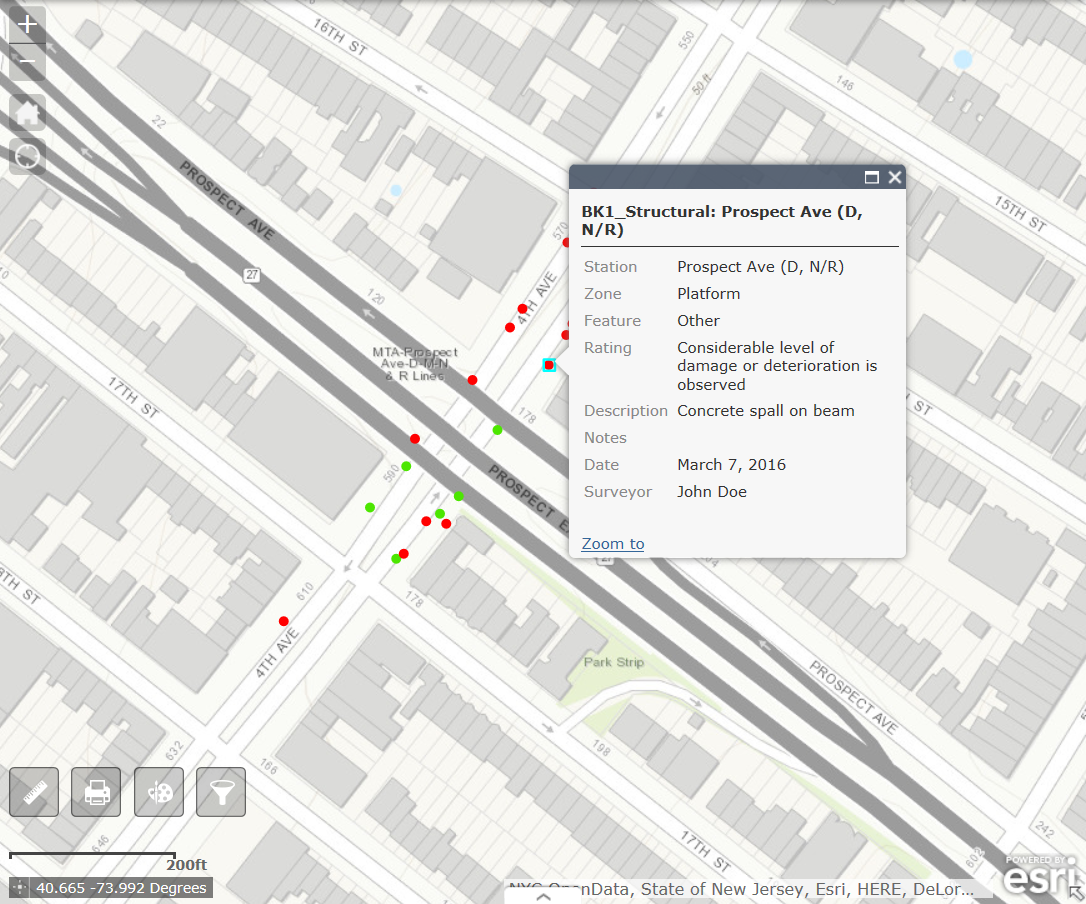 +
−
16TH ST
550
50 ft
146
22
PROSPECT AVE
15TH ST
BK1_Structural: Prospect Ave (D,
N/R)
570
27
Station Prospect Ave (D, N/R)
Zone Platform
Feature Other
Rating Considerable level of
damage or deterioration is
observed
Description Concrete spall on beam
Notes
Date March 7, 2016
Surveyor John Doe
Zoom to
120
4TH AVE
MTA-Prospect
Ave-D-M-N
& R Lines
17TH ST
178
ST
590
PROSPECT E
610
178
4TH AVE
Park Strip
PROSPECT AVE
632
166
198
17TH ST
242
646
602
200ft
40.665 -73.992 Degrees
NYC OpenData, State of New Jersey, Esri, HERE, DeLor...
POWERED BY
esri